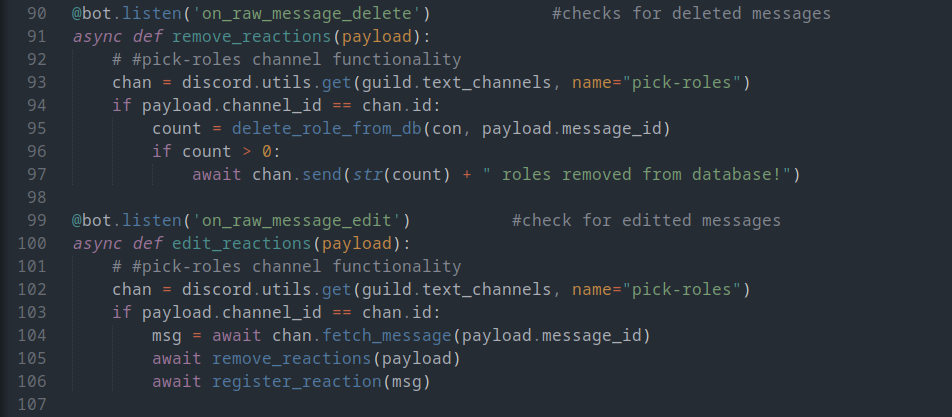 90 @bot.listen('on_raw_message_delete')            #checks for deleted messages
91 async def remove_reactions(payload):
92     # #pick-roles channel functionality
93     chan = discord.utils.get(guild.text_channels, name="pick-roles")
94     if payload.channel_id == chan.id:
95         count = delete_role_from_db(con, payload.message_id)
96         if count > 0:
97             await chan.send(str(count) + " roles removed from database!")
98
99 @bot.listen('on_raw_message_edit')          #check for editted messages
100 async def edit_reactions(payload):
101     # #pick-roles channel functionality
102     chan = discord.utils.get(guild.text_channels, name="pick-roles")
103     if payload.channel_id == chan.id:
104         msg = await chan.fetch_message(payload.message_id)
105         await remove_reactions(payload)
106         await register_reaction(msg)
107